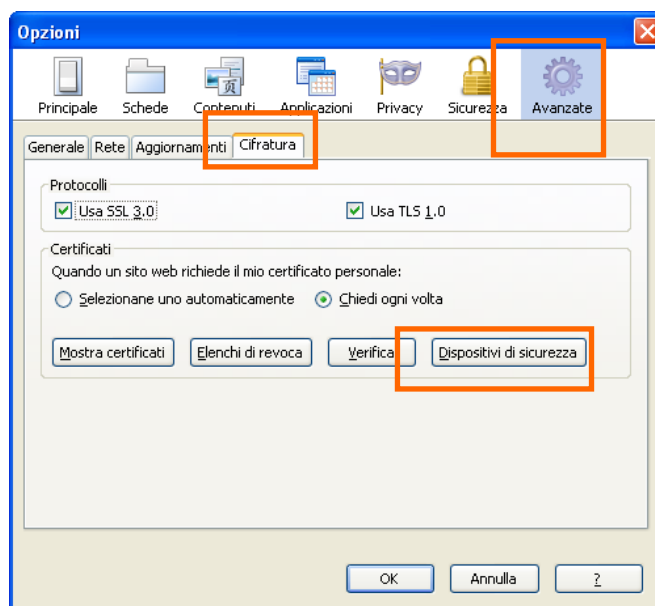 Opzioni
Principale Schede Contenuti Applicazioni Privacy Sicurezza Avanzate
Generale Rete Aggiornamenti Cifratura
Protocolli
Usa SSL 3.0 Usa TLS 1.0
Certificati
Quando un sito web richiede il mio certificato personale:
Selezionane uno automaticamente Chiedi ogni volta
Mostra certificati Elenchi di revoca Verifica Dispositivi di sicurezza
OK Annulla ?